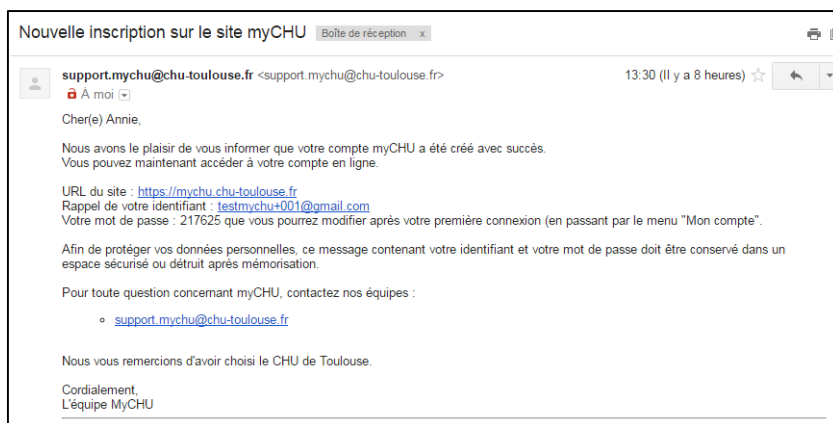 Nouvelle inscription sur le site myCHU Boîte de réception x
support.mychu@chu-toulouse.fr <support.mychu@chu-toulouse.fr> 13:30 (Il y a 8 heures)
À moi
Cher(e) Annie,
Nous avons le plaisir de vous informer que votre compte myCHU a été créé avec succès.
Vous pouvez maintenant accéder à votre compte en ligne.
URL du site : https://mychu.chu-toulouse.fr
Rappel de votre identifiant : testmychu+001@gmail.com
Votre mot de passe : 217625 que vous pourrez modifier après votre première connexion (en passant par le menu "Mon compte".
Afin de protéger vos données personnelles, ce message contenant votre identifiant et votre mot de passe doit être conservé dans un
espace sécurisé ou détruit après mémorisation.
Pour toute question concernant myCHU, contactez nos équipes :
support.mychu@chu-toulouse.fr
Nous vous remercions d'avoir choisi le CHU de Toulouse.
Cordialement,
L'équipe MyCHU